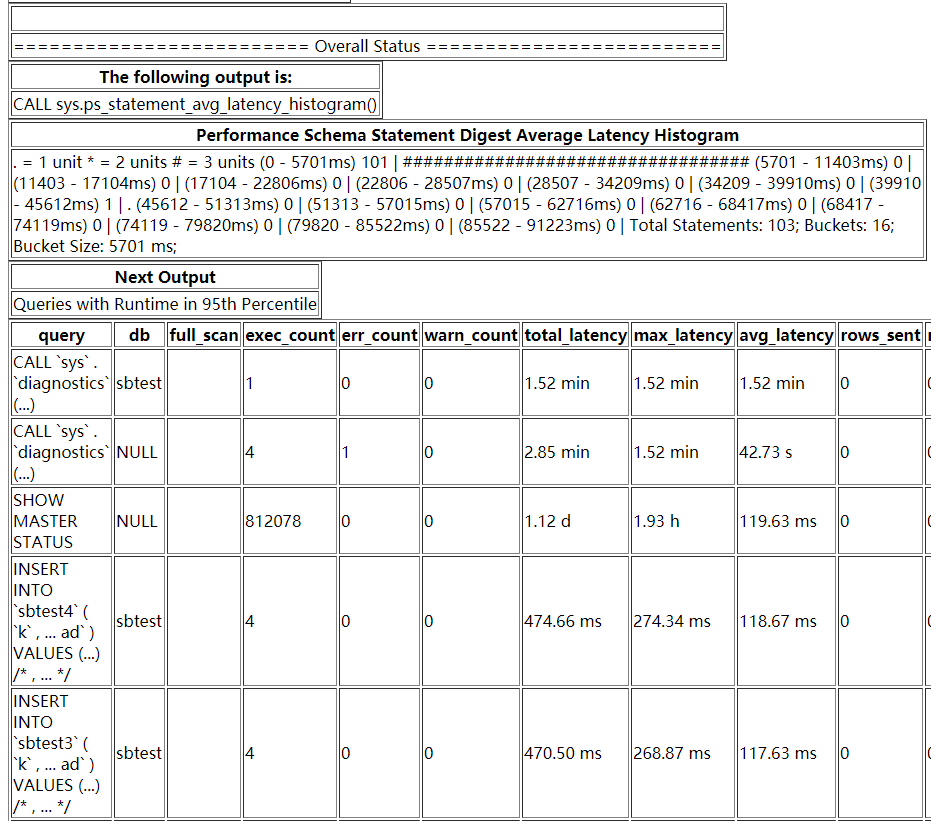 ========================= Overall Status =========================
The following output is:
CALL sys.ps_statement_avg_latency_histogram()
Performance Schema Statement Digest Average Latency Histogram
. = 1 unit * = 2 units # = 3 units (0 - 5701ms) 101 | ################################## (5701 - 11403ms) 0 |
(11403 - 17104ms) 0 | (17104 - 22806ms) 0 | (22806 - 28507ms) 0 | (28507 - 34209ms) 0 | (34209 - 39910ms) 0 | (39910
- 45612ms) 1 | . (45612 - 51313ms) 0 | (51313 - 57015ms) 0 | (57015 - 62716ms) 0 | (62716 - 68417ms) 0 | (68417 -
74119ms) 0 | (74119 - 79820ms) 0 | (79820 - 85522ms) 0 | (85522 - 91223ms) 0 | Total Statements: 103; Buckets: 16;
Bucket Size: 5701 ms;
Next Output
Queries with Runtime in 95th Percentile
query db full_scan exec_count err_count warn_count total_latency max_latency avg_latency rows_sent
CALL `sys` .
`diagnostics`
(...)
sbtest 1 0 0 1.52 min 1.52 min 1.52 min 0
CALL `sys` .
`diagnostics`
(...)
NULL 4 1 0 2.85 min 1.52 min 42.73 s 0
SHOW
MASTER
STATUS
NULL 812078 0 0 1.12 d 1.93 h 119.63 ms 0
INSERT
INTO
`sbtest4` (
`k` , ... ad` )
VALUES (...)
/* , ... */
sbtest 4 0 0 474.66 ms 274.34 ms 118.67 ms 0
INSERT
INTO
`sbtest3` (
`k` , ... ad` )
VALUES (...)
/* , ... */
sbtest 4 0 0 470.50 ms 268.87 ms 117.63 ms 0